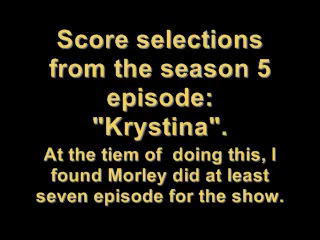 Score selections
from the season 5
episode:
"Krystina".
At the tiem of  doing this, I
found Morley did at least
seven episode for the show.